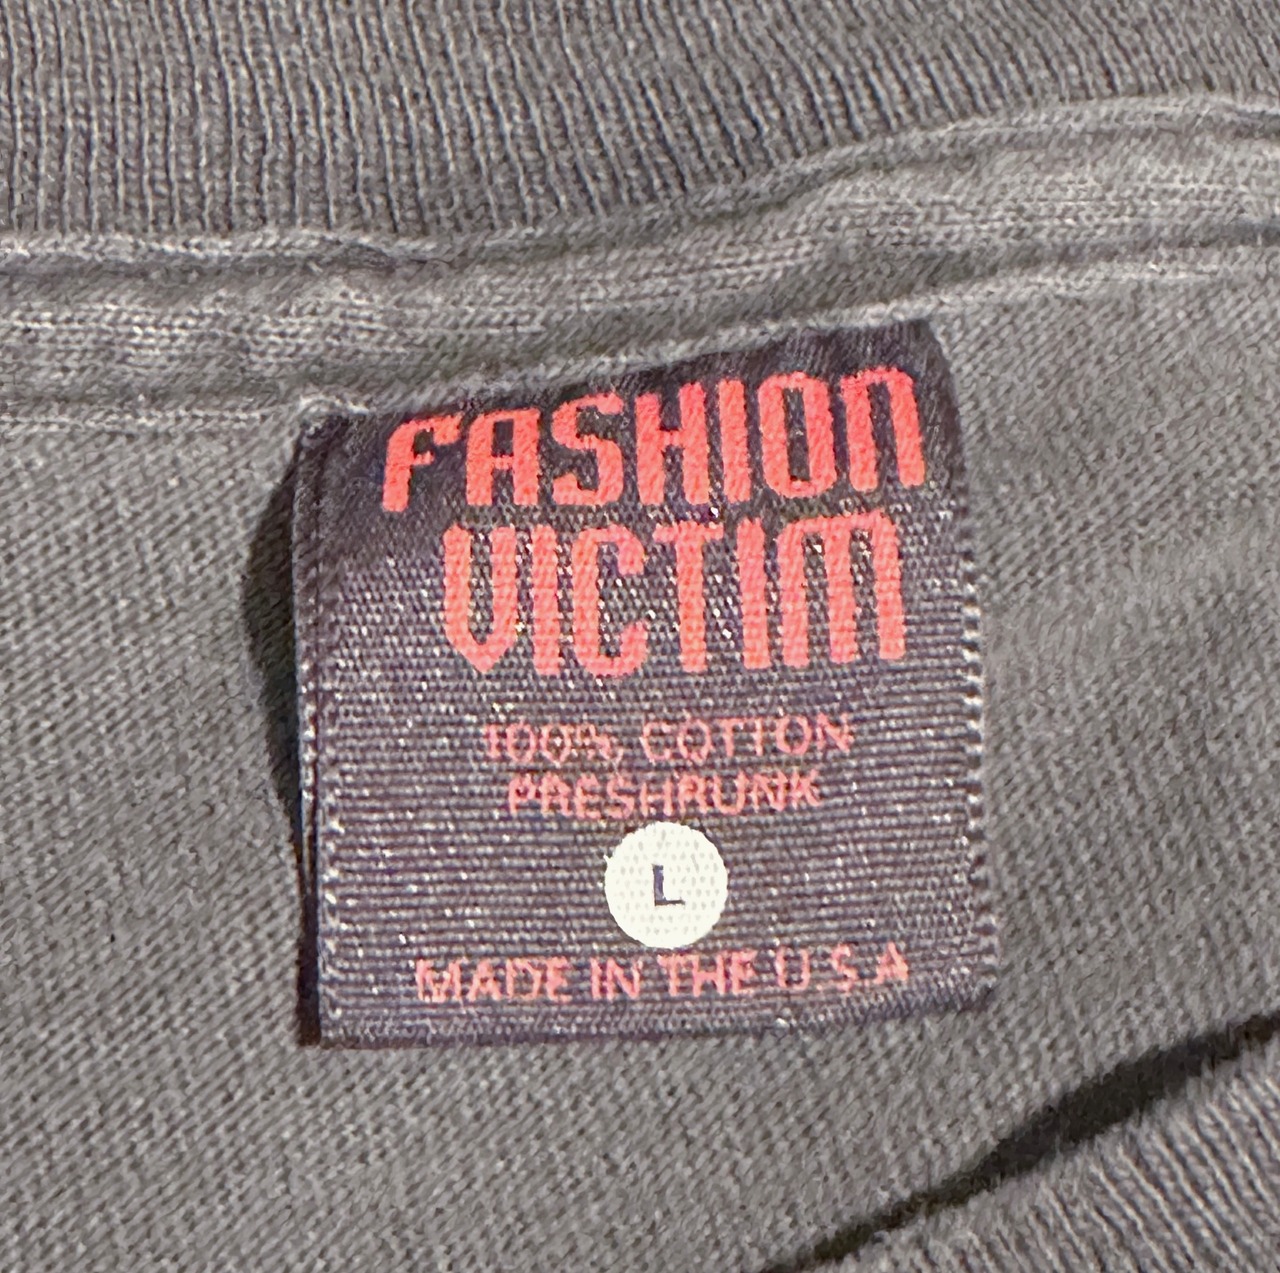 FASHION
VICTIM
100% COTTON
PRESHRUNK
L
MADE IN THE U.S.A